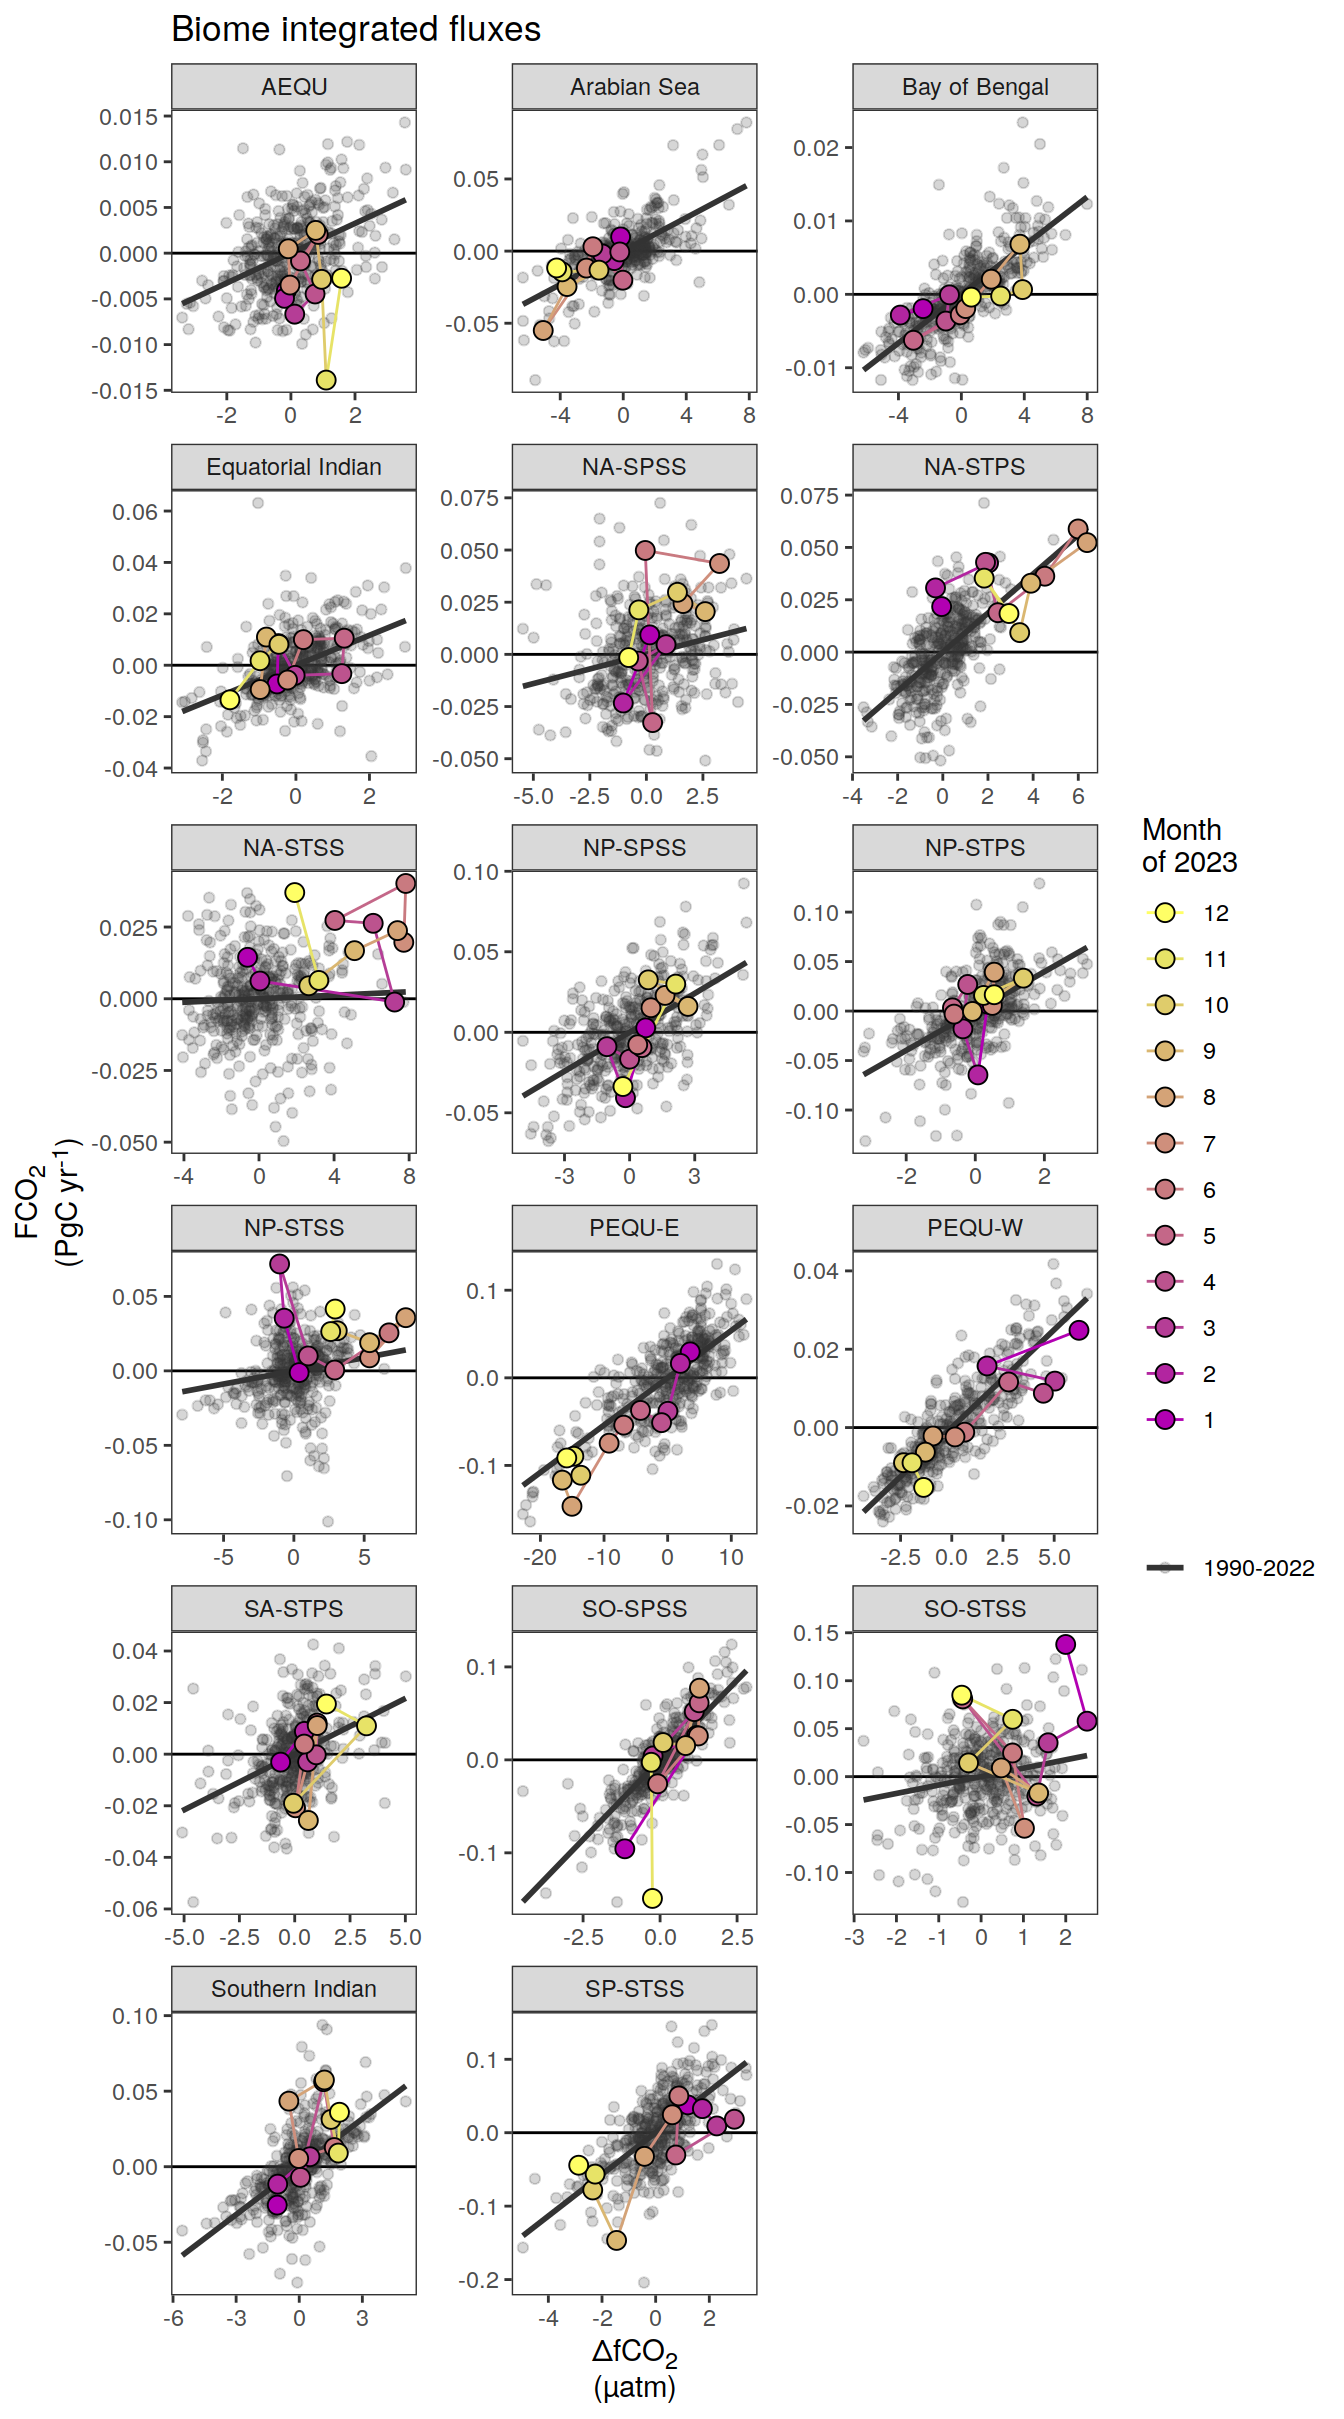 Biome integrated fluxes
AEQU
Arabian Sea
Bay of Bengal
0.015
0.010
0.005
0.000
-0.005
-0.010
-0.015
-2 0 2
0.05
0.00
-0.05
-4 0 4 8
0.02
0.01
0.00
-0.01
-4 0 4 8
Equatorial Indian
NA-SPSS
NA-STPS
0.06
0.04
0.02
0.00
-0.02
-0.04
-2 0 2
0.075
0.050
0.025
0.000
-0.025
-0.050
-5.0 -2.5 0.0 2.5
0.075
0.050
0.025
0.000
-0.025
-0.050
-4 -2 0 2 4 6
NA-STSS
NP-SPSS
NP-STPS
0.025
0.000
-0.025
-0.050
-4 0 4 8
0.10
0.05
0.00
-0.05
-3 0 3
0.10
0.05
0.00
-0.05
-0.10
-2 0 2
NP-STSS
PEQU-E
PEQU-W
0.05
0.00
-0.05
-0.10
-5 0 5
0.1
0.0
-0.1
-20 -10 0 10
0.04
0.02
0.00
-0.02
-2.5 0.0 2.5 5.0
SA-STPS
SO-SPSS
SO-STSS
0.04
0.02
0.00
-0.02
-0.04
-0.06
-5.0 -2.5 0.0 2.5 5.0
0.1
0.0
-0.1
-2.5 0.0 2.5
0.15
0.10
0.05
0.00
-0.05
-0.10
-3 -2 -1 0 1 2
Southern Indian
SP-STSS
0.10
0.05
0.00
-0.05
-6 -3 0 3
0.1
0.0
-0.1
-0.2
-4 -2 0 2
FCO₂
(PgC yr⁻¹)
ΔfCO₂
(µatm)
Month
of 2023
12
11
10
9
8
7
6
5
4
3
2
1
1990-2022